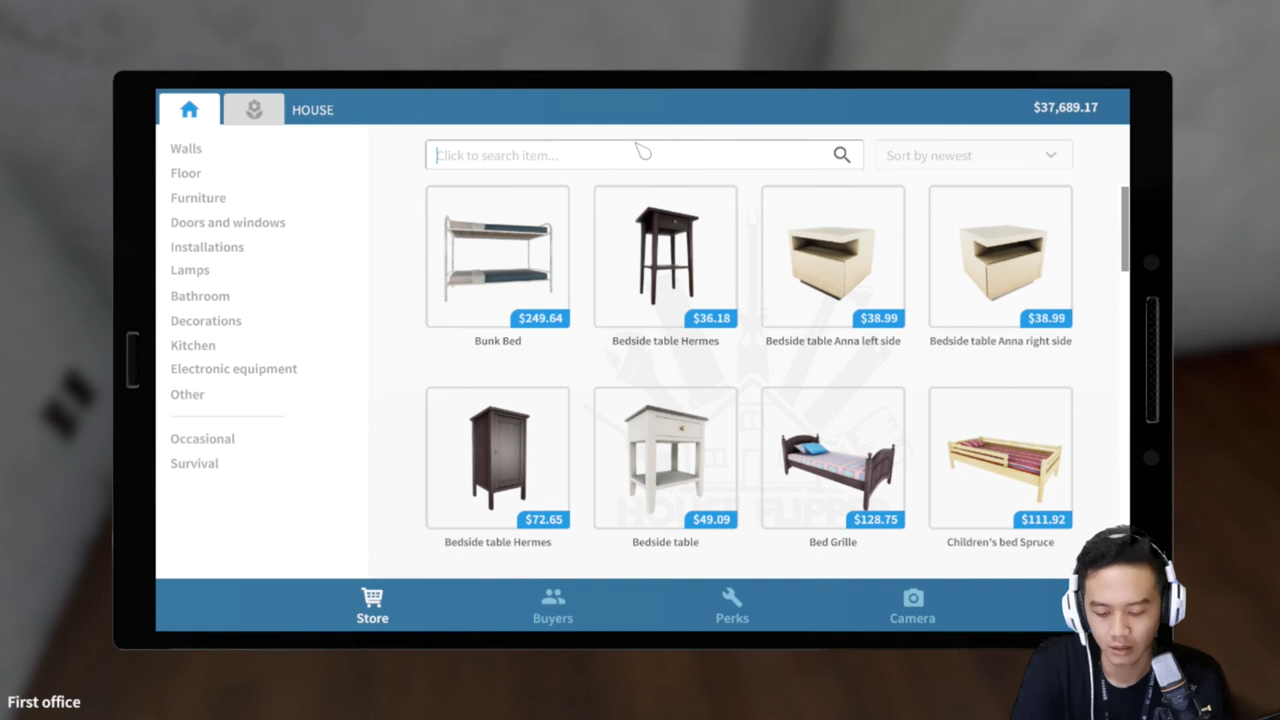 HOUSE
$37,689.17
Click to search item...
Sort by newest
Walls
Floor
Furniture
Doors and windows
Installations
Lamps
Bathroom
Decorations
Kitchen
Electronic equipment
Other
Occasional
Survival
$249.64
Bunk Bed
$36.18
Bedside table Hermes
$38.99
Bedside table Anna left side
$38.99
Bedside table Anna right side
$72.65
Bedside table Hermes
$49.09
Bedside table
$128.75
Bed Grille
$111.92
Children's bed Spruce
HOUSE FLIPPER
Store
Buyers
Perks
Camera
First office